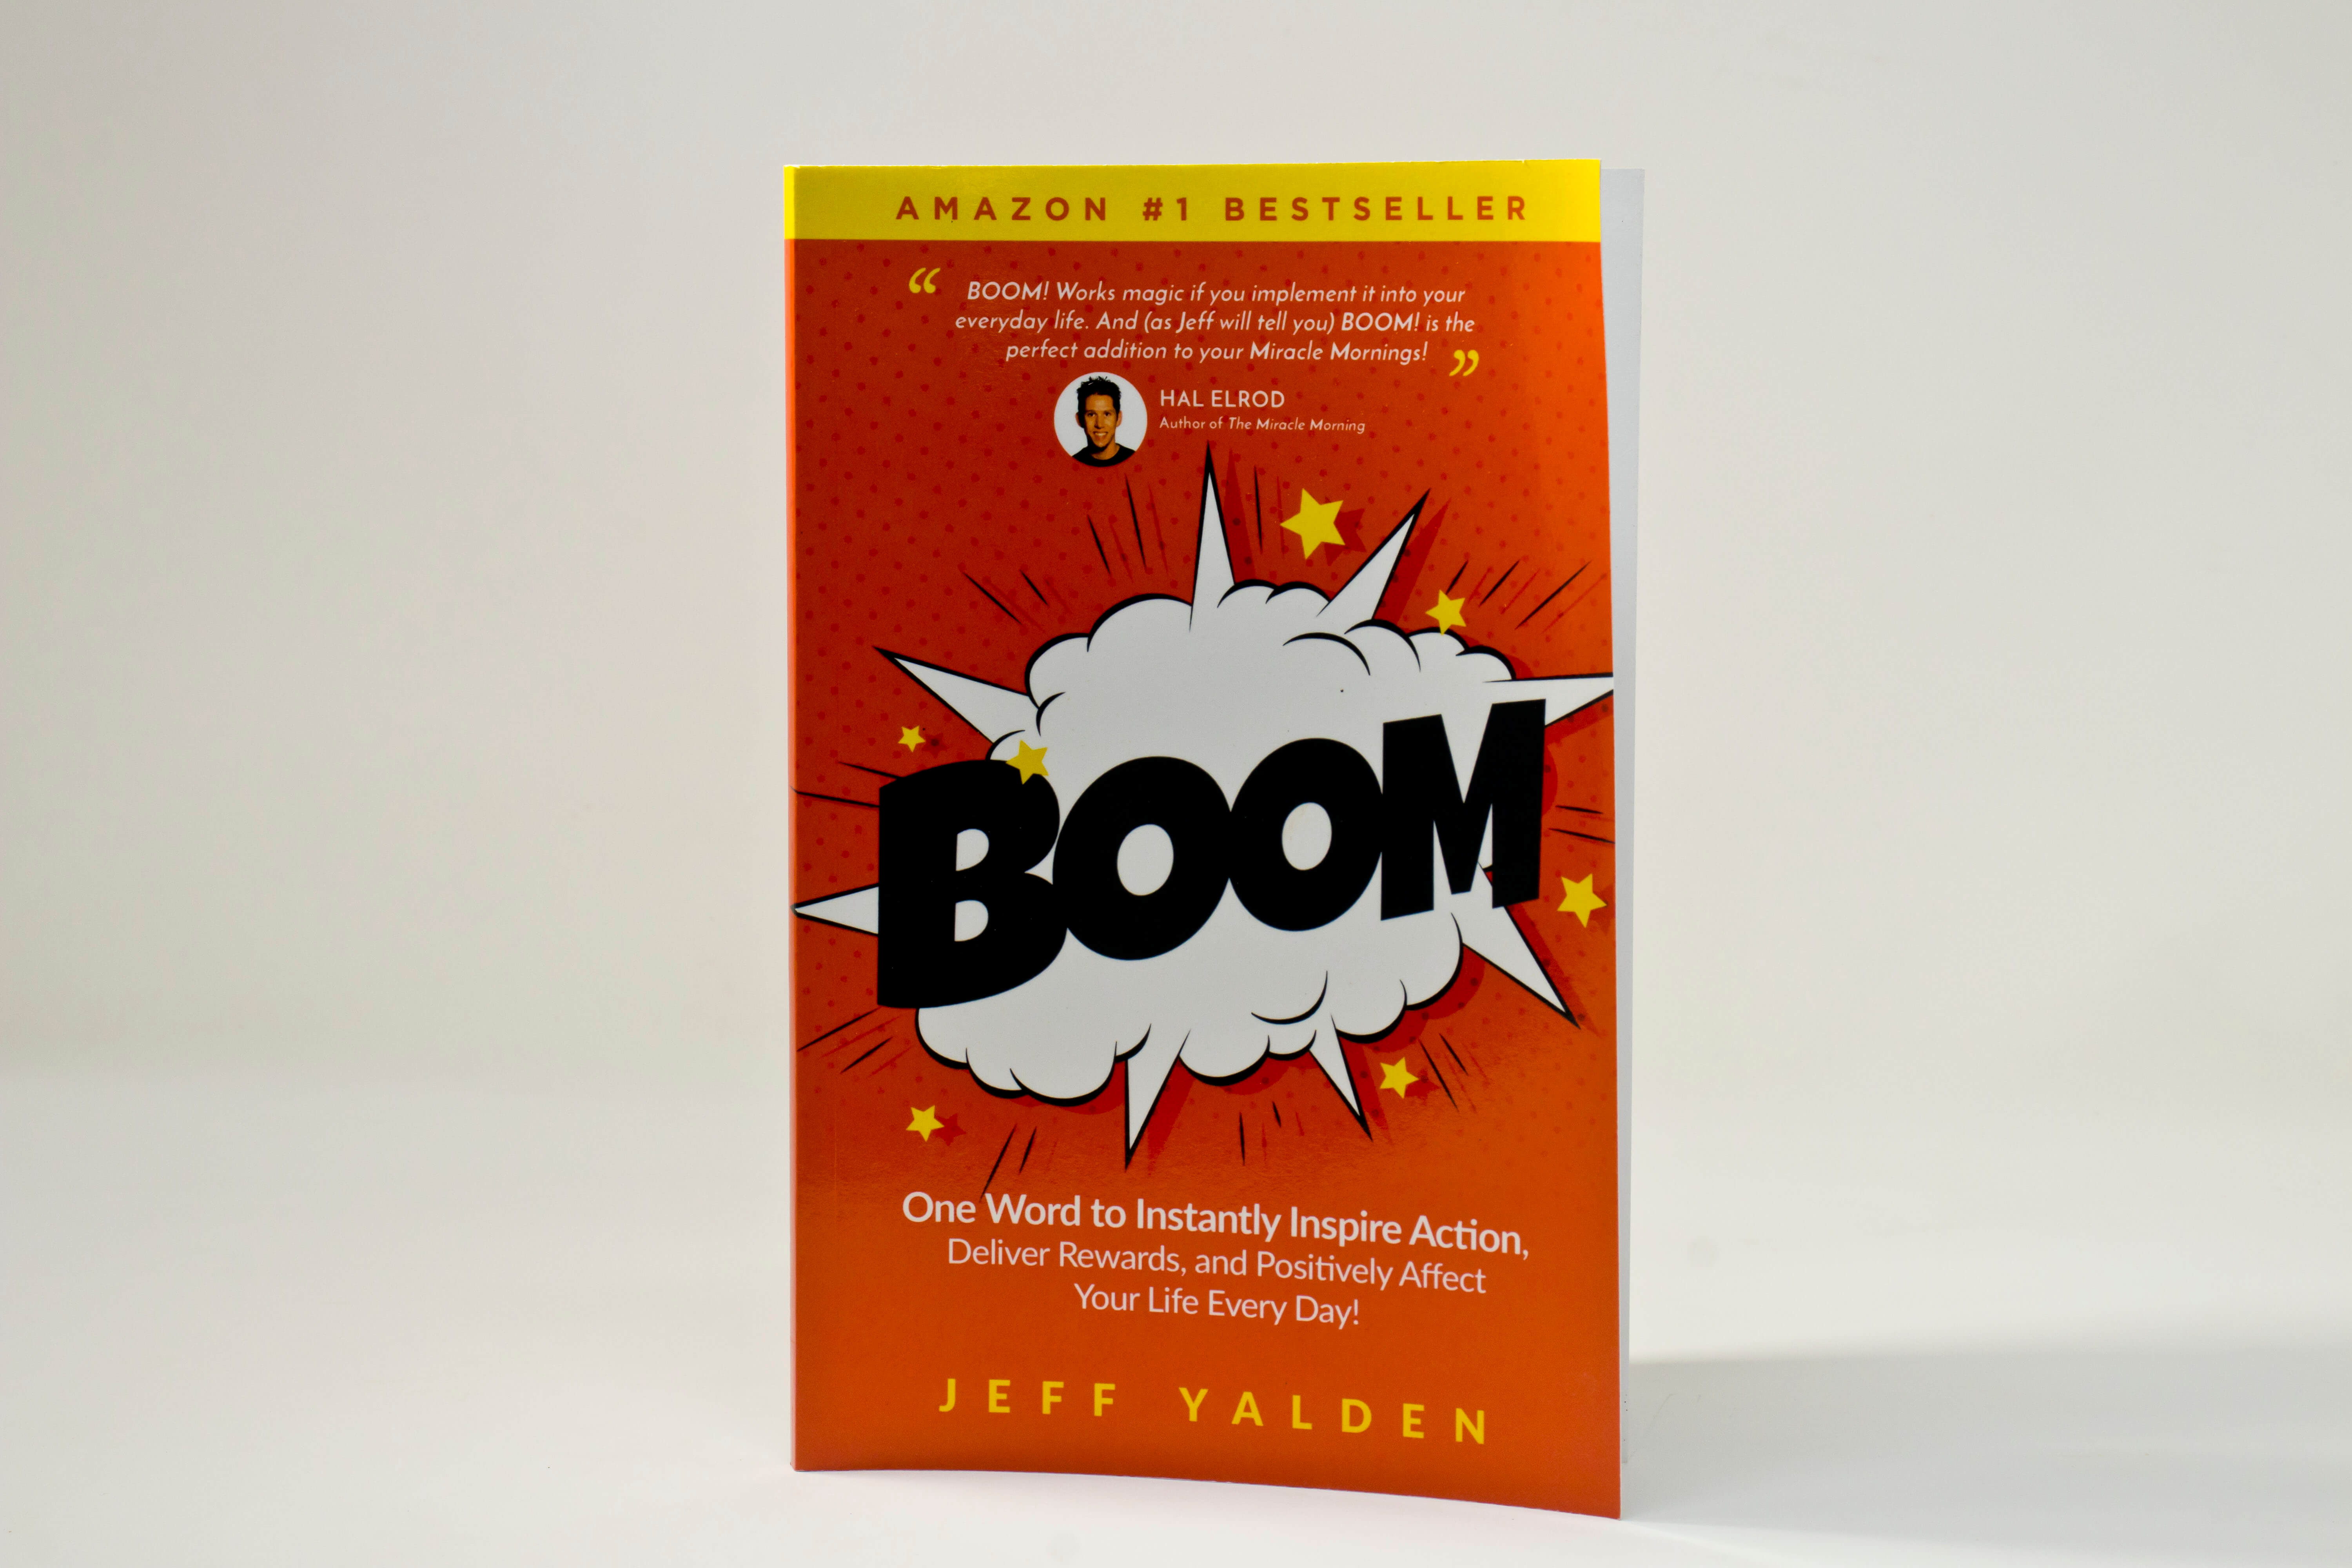 AMAZON #1 BESTSELLER
“ BOOM! Works magic if you implement it into your
everyday life. And (as Jeff will tell you) BOOM! is the
perfect addition to your Miracle Mornings! ”
HAL ELROD
Author of The Miracle Morning
BOOM
One Word to Instantly Inspire Action,
Deliver Rewards, and Positively Affect
Your Life Every Day!
JEFF YALDEN